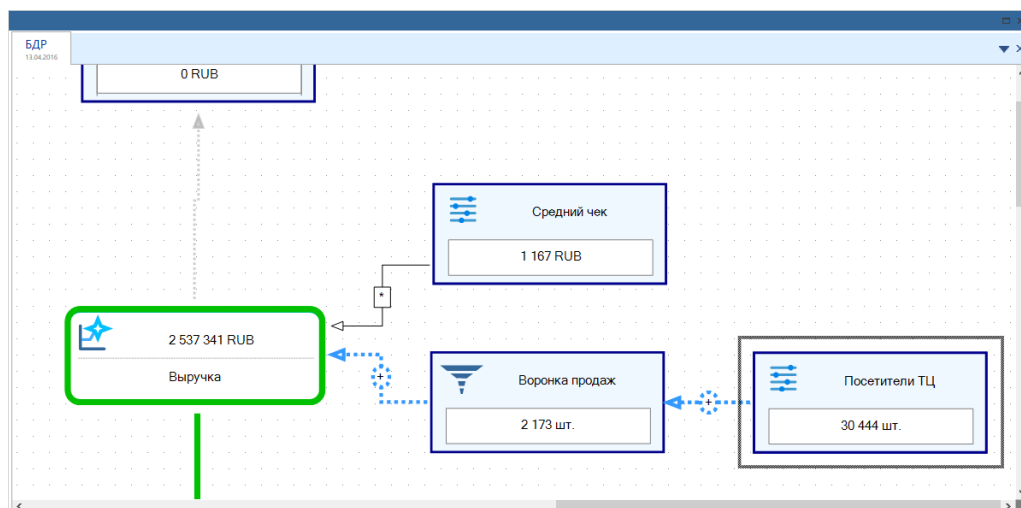 БДР
13.04.2016
0 RUB
Средний чек
1 167 RUB
*
2 537 341 RUB
Выручка
+
Воронка продаж
2 173 шт.
+
Посетители ТЦ
30 444 шт.